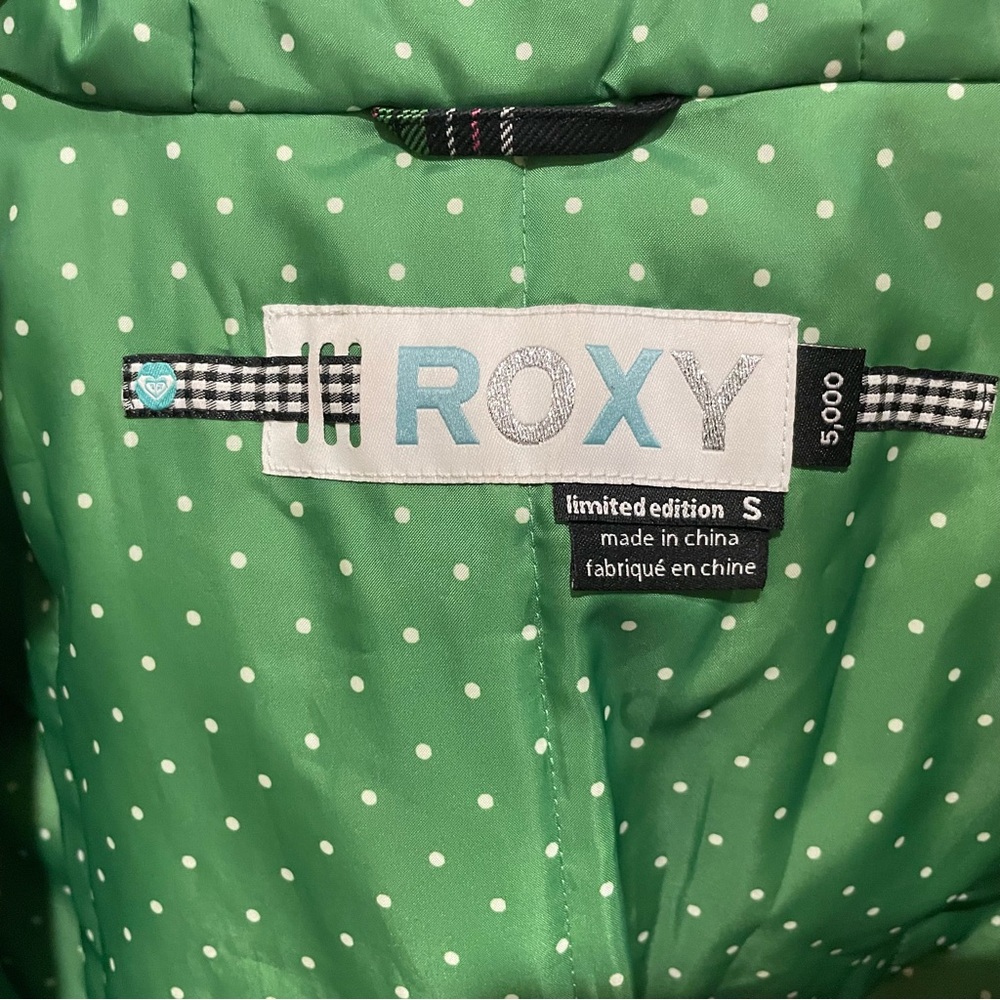 ROXY
5,000
limited edition S
made in china
fabriqué en chine